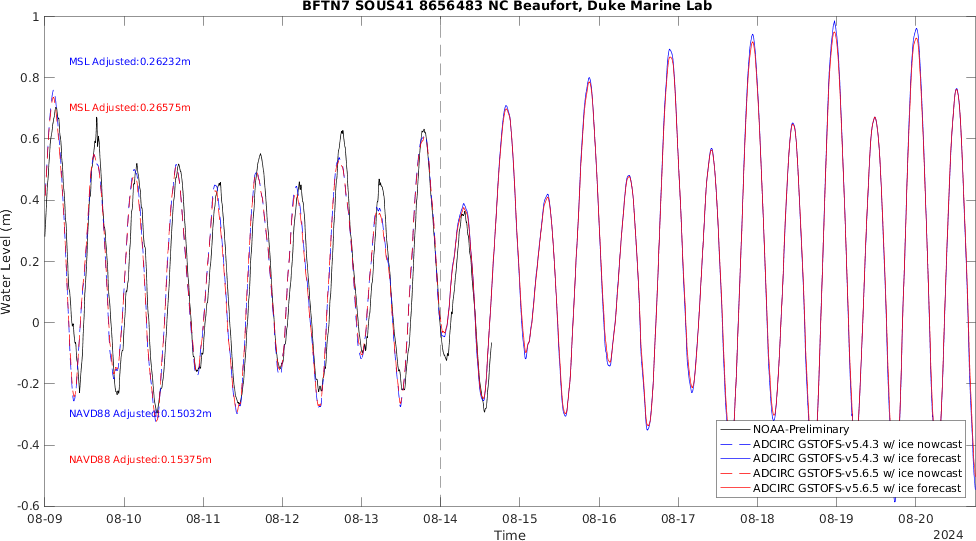 BFTN7 SOUS41 8656483 NC Beaufort, Duke Marine Lab
Water Level (m)
1
0.8
0.6
0.4
0.2
0
-0.2
-0.4
-0.6
MSL Adjusted:0.26232m
MSL Adjusted:0.26575m
NAVD88 Adjusted:0.15032m
NAVD88 Adjusted:0.15375m
NOAA-Preliminary
ADCIRC GSTOFS-v5.4.3 w/ ice nowcast
ADCIRC GSTOFS-v5.4.3 w/ ice forecast
ADCIRC GSTOFS-v5.6.5 w/ ice nowcast
ADCIRC GSTOFS-v5.6.5 w/ ice forecast
08-09 08-10 08-11 08-12 08-13 08-14 08-15 08-16 08-17 08-18 08-19 08-20
Time
2024